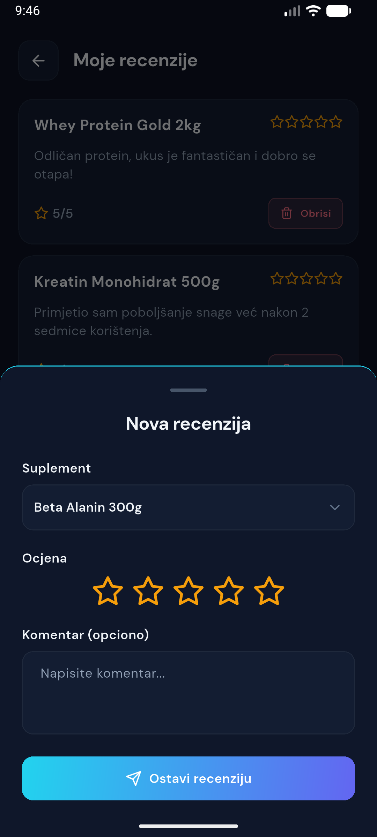 9:46
Moje recenzije
Whey Protein Gold 2kg
Odličan protein, ukus je fantastičan i dobro se
otapa!
5/5
Obrisi
Kreatin Monohidrat 500g
Primjetio sam poboljšanje snage već nakon 2
sedmice korištenja.
Nova recenzija
Suplement
Beta Alanin 300g
Ocjena
Komentar (opciono)
Napisite komentar...
Ostavi recenziju